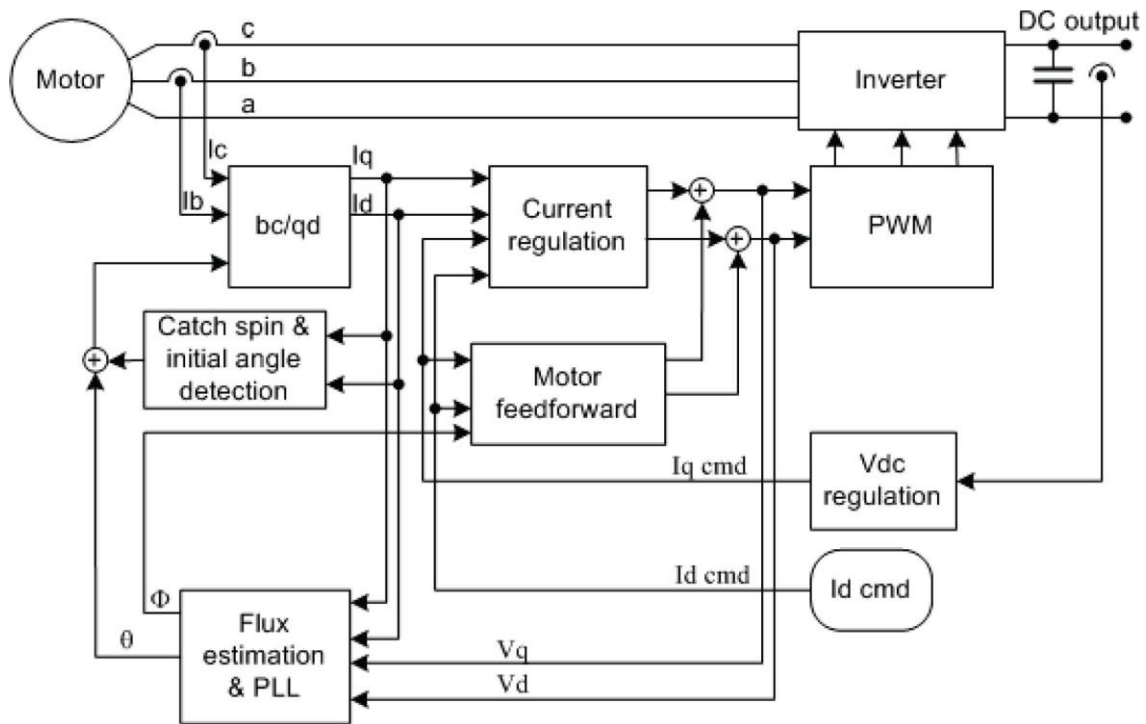 DC output
c
Motor
b
Inverter
a
Ic
Iq
Ib
Id
bc/qd
Current
regulation
+
+
PWM
Catch spin &
initial angle
detection
+
Motor
feedforward
Iq cmd
Vdc
regulation
Id cmd
Id cmd
Φ
θ
Flux
estimation
& PLL
Vq
Vd